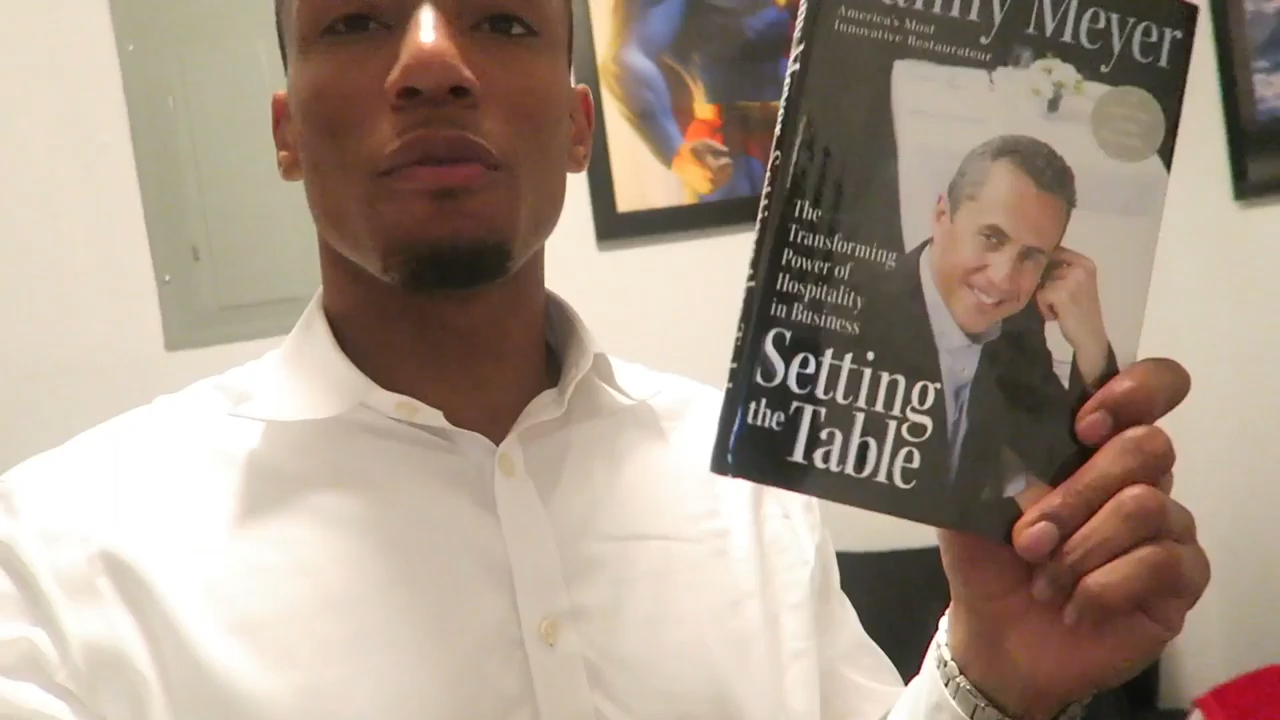 Meyer
America's Most
Innovative Restaurateur
The
Transforming
Power of
Hospitality
in Business
Setting
the Table